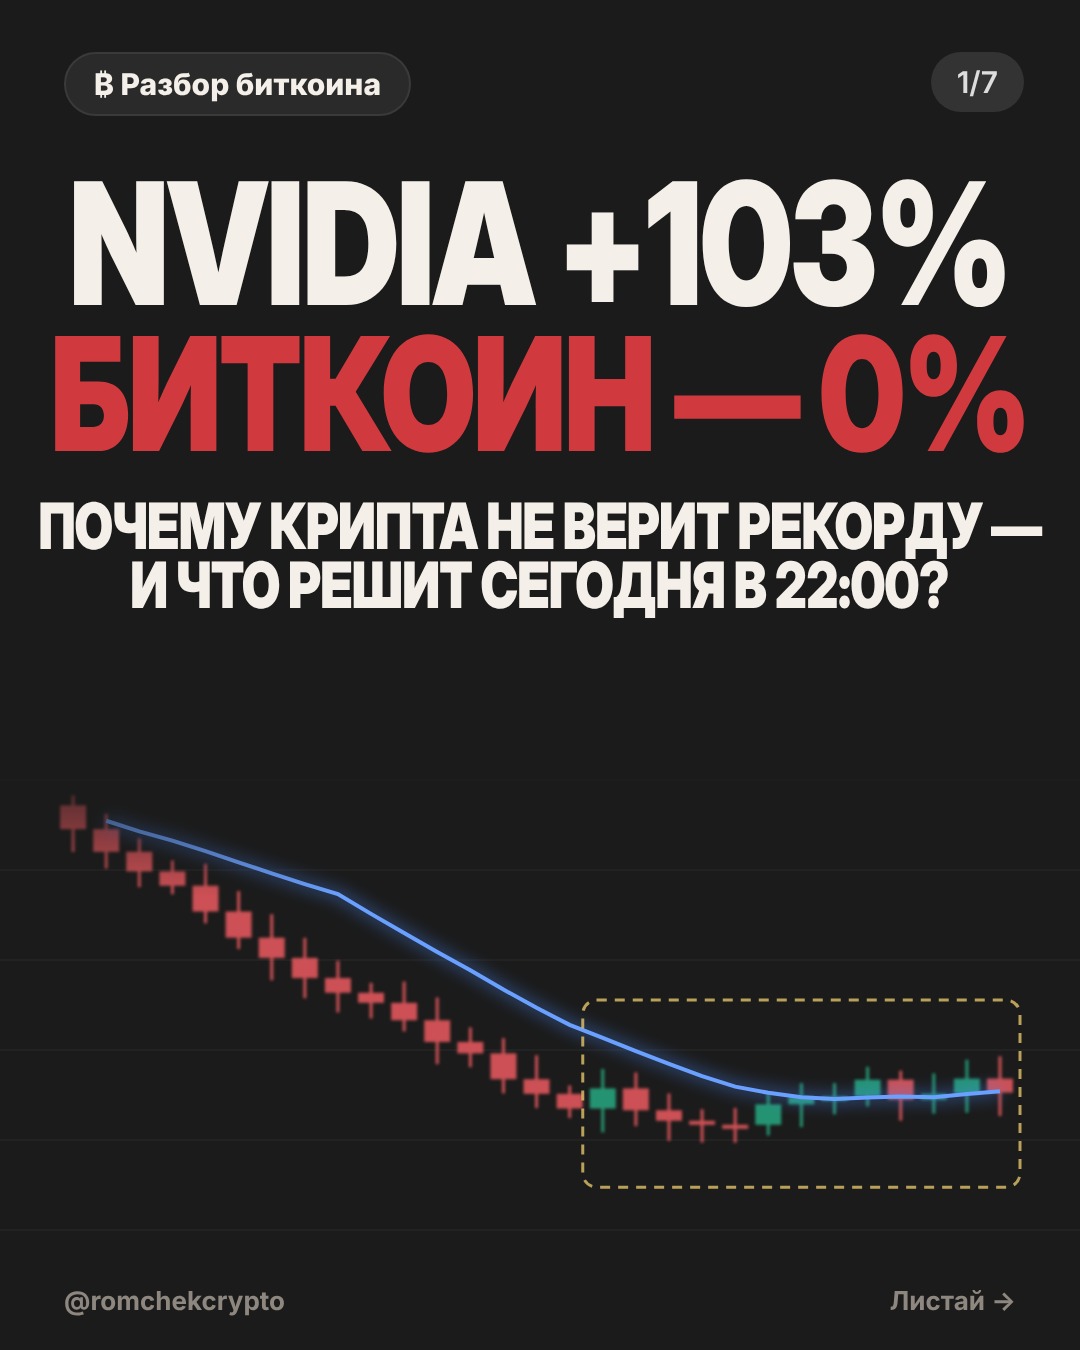 ₿ Разбор биткоина
1/7
NVIDIA +103%
БИТКОИН — 0%
ПОЧЕМУ КРИПТА НЕ ВЕРИТ РЕКОРДУ —
И ЧТО РЕШИТ СЕГОДНЯ В 22:00?
@romchekcrypto
Листай →